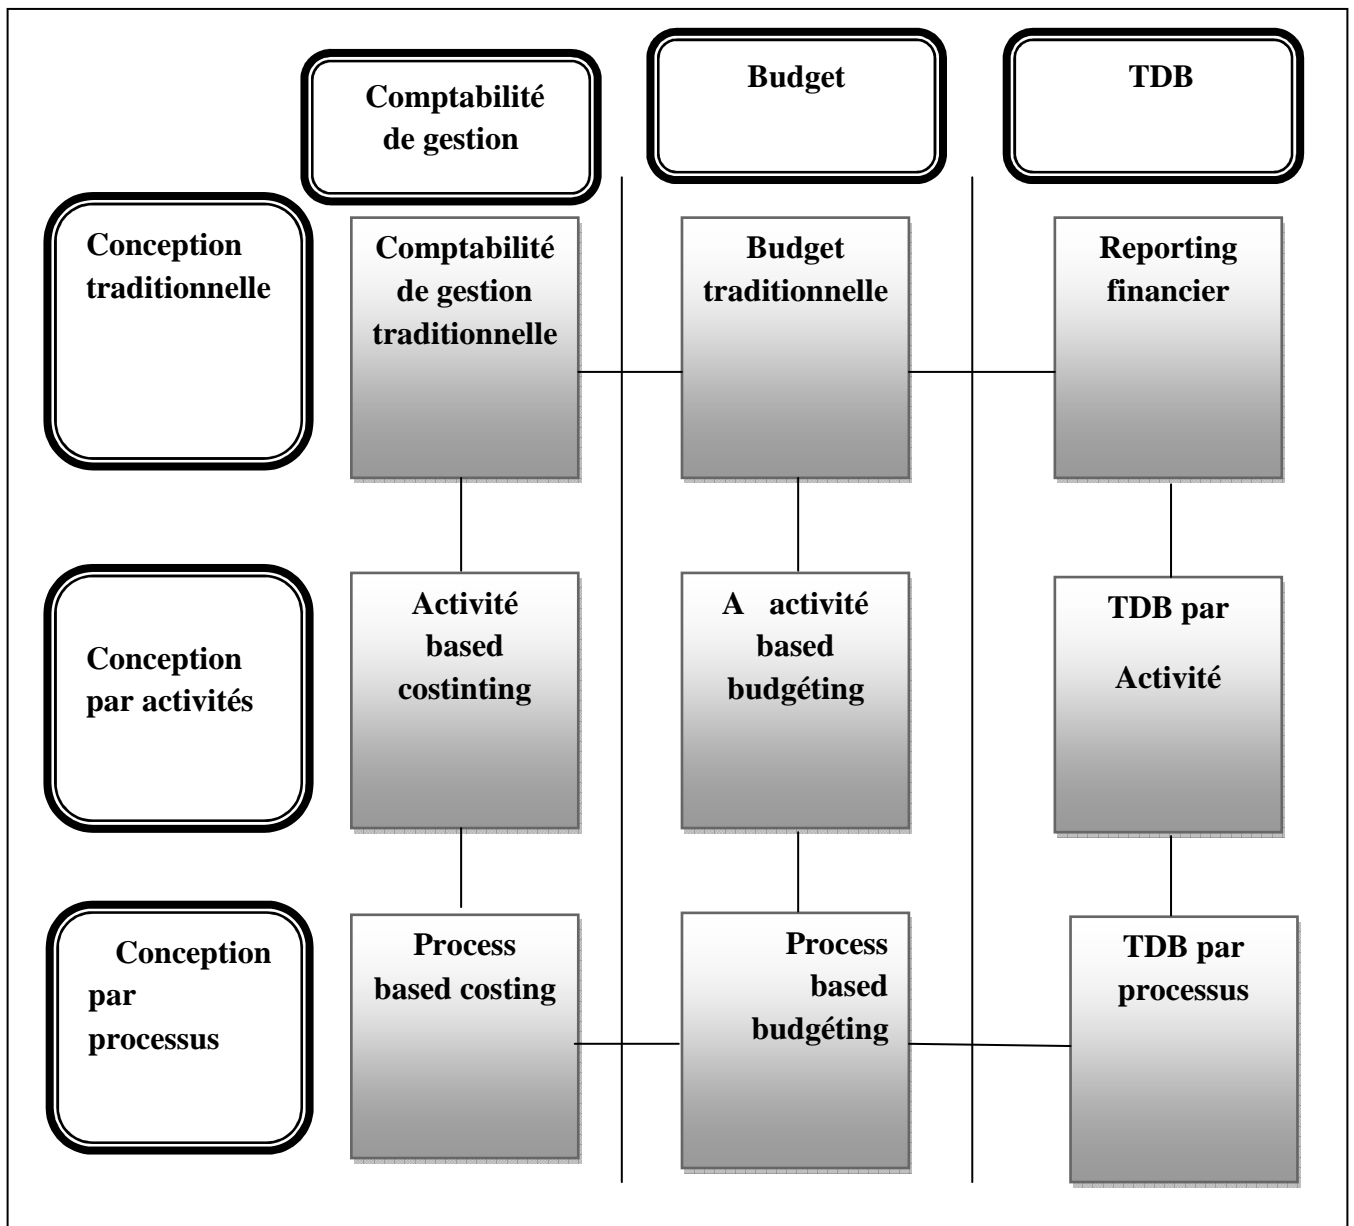 Comptabilité
de gestion
Budget
TDB
Conception
traditionnelle
Comptabilité
de gestion
traditionnelle
Budget
traditionnelle
Reporting
financier
Conception
par activités
Activité
based
costinting
A activité
based
budgéting
TDB par
Activité
Conception
par
processus
Process
based costing
Process
based
budgéting
TDB par
processus